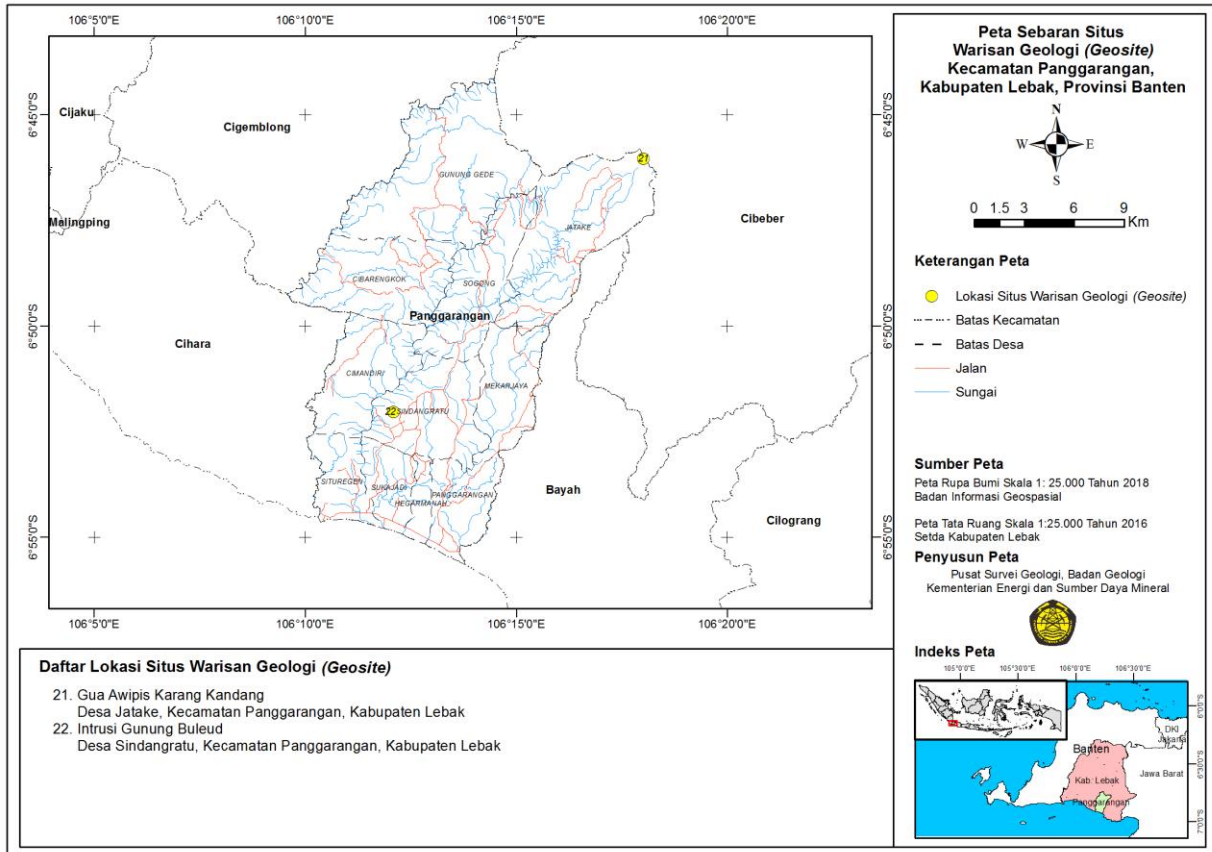 106°5'0"E
106°10'0"E
106°15'0"E
106°20'0"E
6°45'0"S
6°50'0"S
6°55'0"S
Cijaku
Cigemblong
Malingping
Cibeber
GUNUNG GEDE
21
JATAKE
CIBARENGKOK
SOGONG
Panggarangan
Cihara
CIMANDIRI
MEKARJAYA
22
SINDANGRATU
SITUREGEN
SUKAJADI
HEGARMANAH
PANGGARANGAN
Bayah
Cilograng
6°45'0"S
6°50'0"S
6°55'0"S
106°5'0"E
106°10'0"E
106°15'0"E
106°20'0"E
Daftar Lokasi Situs Warisan Geologi (Geosite)
21. Gua Awipis Karang Kandang
Desa Jatake, Kecamatan Panggarangan, Kabupaten Lebak
22. Intrusi Gunung Buleud
Desa Sindangratu, Kecamatan Panggarangan, Kabupaten Lebak
Peta Sebaran Situs
Warisan Geologi (Geosite)
Kecamatan Panggarangan,
Kabupaten Lebak, Provinsi Banten
N
W E
S
0 1.5 3 6 9
Km
Keterangan Peta
Lokasi Situs Warisan Geologi (Geosite)
Batas Kecamatan
Batas Desa
Jalan
Sungai
Sumber Peta
Peta Rupa Bumi Skala 1: 25.000 Tahun 2018
Badan Informasi Geospasial
Peta Tata Ruang Skala 1:25.000 Tahun 2016
Setda Kabupaten Lebak
Penyusun Peta
Pusat Survei Geologi, Badan Geologi
Kementerian Energi dan Sumber Daya Mineral
Indeks Peta
105°0'E
105°30'E
106°0'E
106°30'E
6°0'S
6°30'S
7°0'S
DKI
Jakarta
Banten
Kab. Lebak
Jawa Barat
Panggarangan